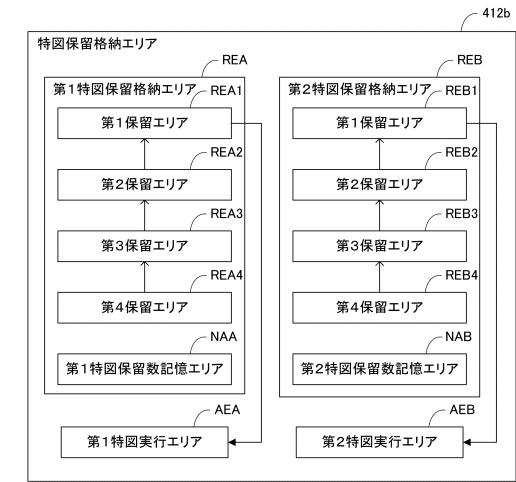 412b
特図保留格納エリア
REA
第1特図保留格納エリア
REA1
第1保留エリア
REA2
第2保留エリア
REA3
第3保留エリア
REA4
第4保留エリア
NAA
第1特図保留数記憶エリア
AEA
第1特図実行エリア
REB
第2特図保留格納エリア
REB1
第1保留エリア
REB2
第2保留エリア
REB3
第3保留エリア
REB4
第4保留エリア
NAB
第2特図保留数記憶エリア
AEB
第2特図実行エリア